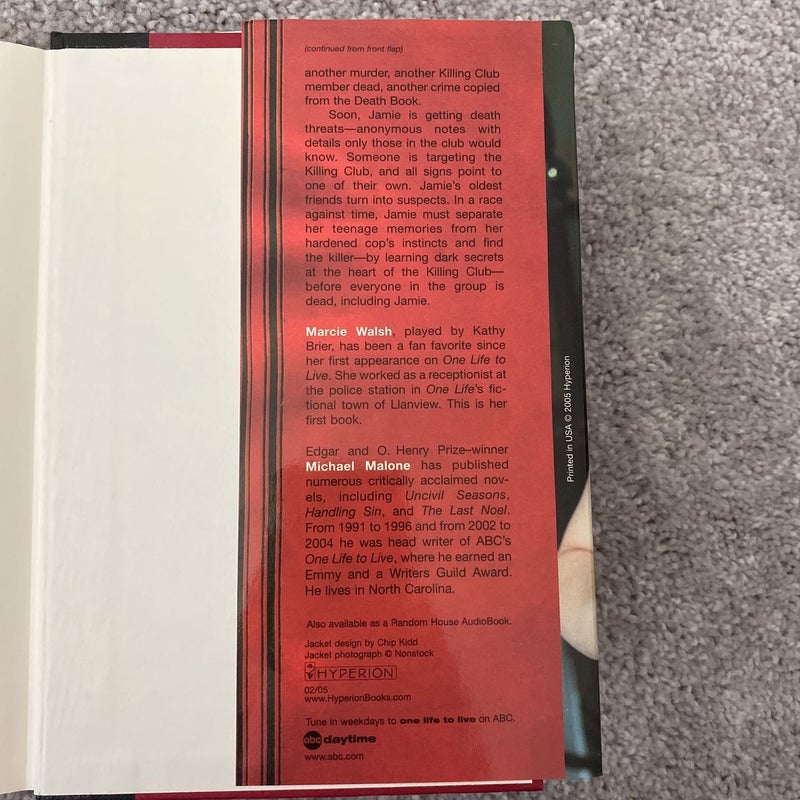 (continued from front flap)
another murder, another Killing Club
member dead, another crime copied
from the Death Book.
Soon, Jamie is getting death
threats—anonymous notes with
details only those in the club would
know. Someone is targeting the
Killing Club, and all signs point to
one of their own. Jamie's oldest
friends turn into suspects. In a race
against time, Jamie must separate
her teenage memories from her
hardened cop's instincts and find
the killer—by learning dark secrets
at the heart of the Killing Club—
before everyone in the group is
dead, including Jamie.
Marcie Walsh, played by Kathy
Brier, has been a fan favorite since
her first appearance on One Life to
Live. She worked as a receptionist at
the police station in One Life's fic-
tional town of Llanview. This is her
first book.
Edgar and O. Henry Prize–winner
Michael Malone has published
numerous critically acclaimed nov-
els, including Uncivil Seasons,
Handling Sin, and The Last Noel.
From 1991 to 1996 and from 2002 to
2004 he was head writer of ABC's
One Life to Live, where he earned an
Emmy and a Writers Guild Award.
He lives in North Carolina.
Also available as a Random House AudioBook.
Jacket design by Chip Kidd
Jacket photograph © Nonstock
HYPERION
02/05
www.HyperionBooks.com
Tune in weekdays to one life to live on ABC.
abc daytime
www.abc.com
Printed in USA © 2005 Hyperion